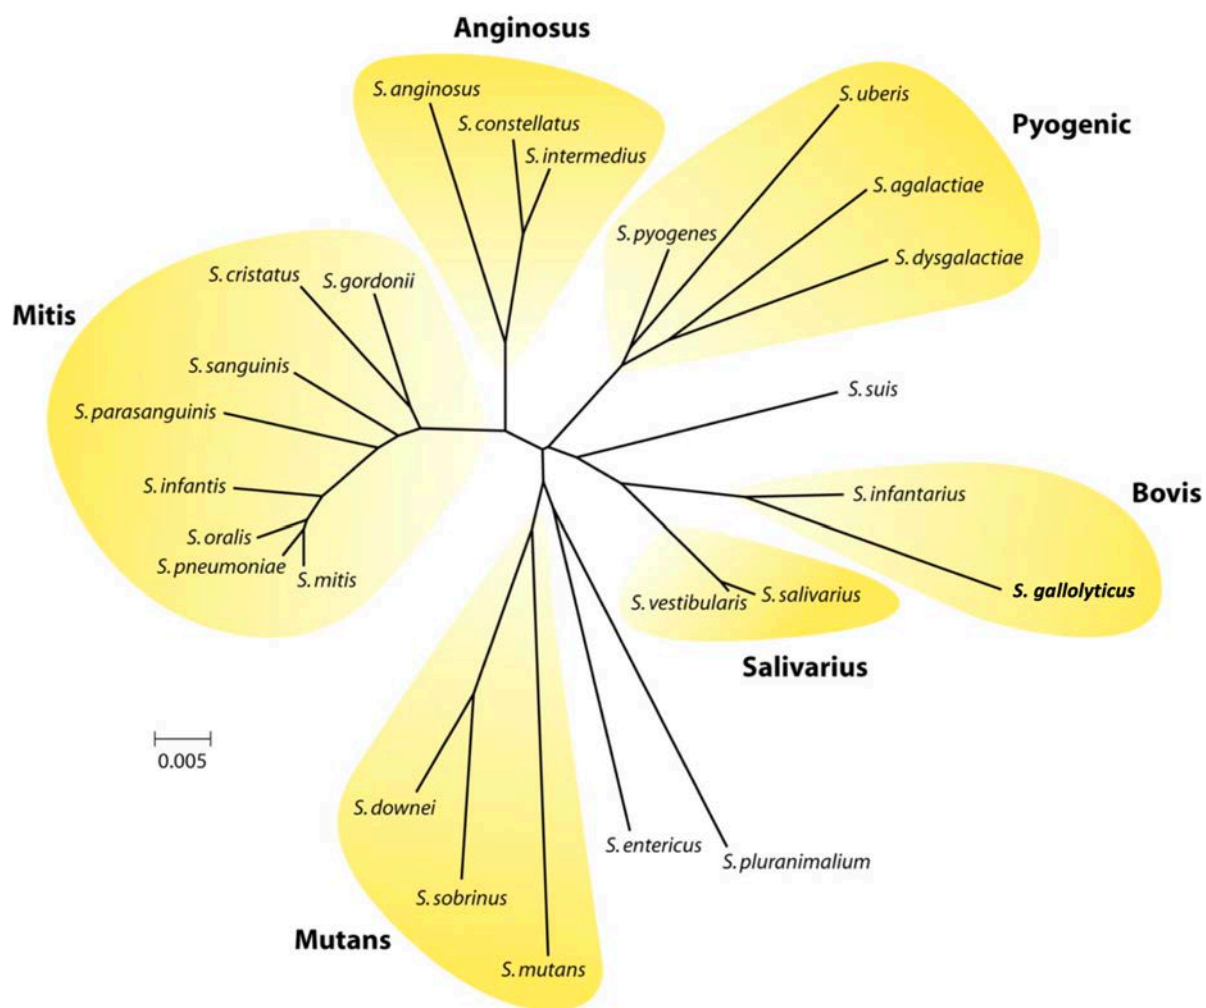 Anginosus
S. anginosus
S. constellatus
S. intermedius
Pyogenic
S. uberis
S. agalactiae
S. pyogenes
S. dysgalactiae
Mitis
S. cristatus
S. gordonii
S. sanguinis
S. parasanguinis
S. infantis
S. oralis
S. pneumoniae
S. mitis
S. suis
Bovis
S. infantarius
S. gallolyticus
S. vestibularis
S. salivarius
Salivarius
0.005
S. downei
S. sobrinus
Mutans
S. mutans
S. entericus
S. pluranimalium